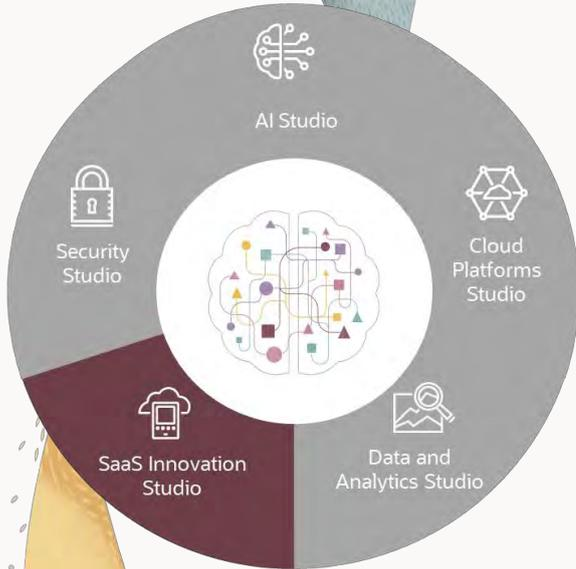 AI Studio
Security
Studio
Cloud
Platforms
Studio
SaaS Innovation
Studio
Data and
Analytics Studio